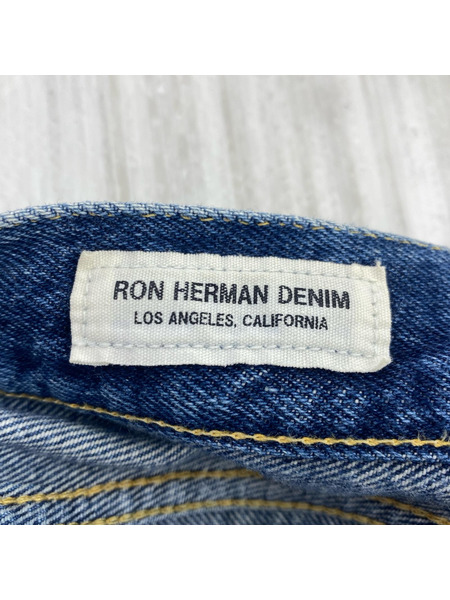 RON HERMAN DENIM
LOS ANGELES, CALIFORNIA